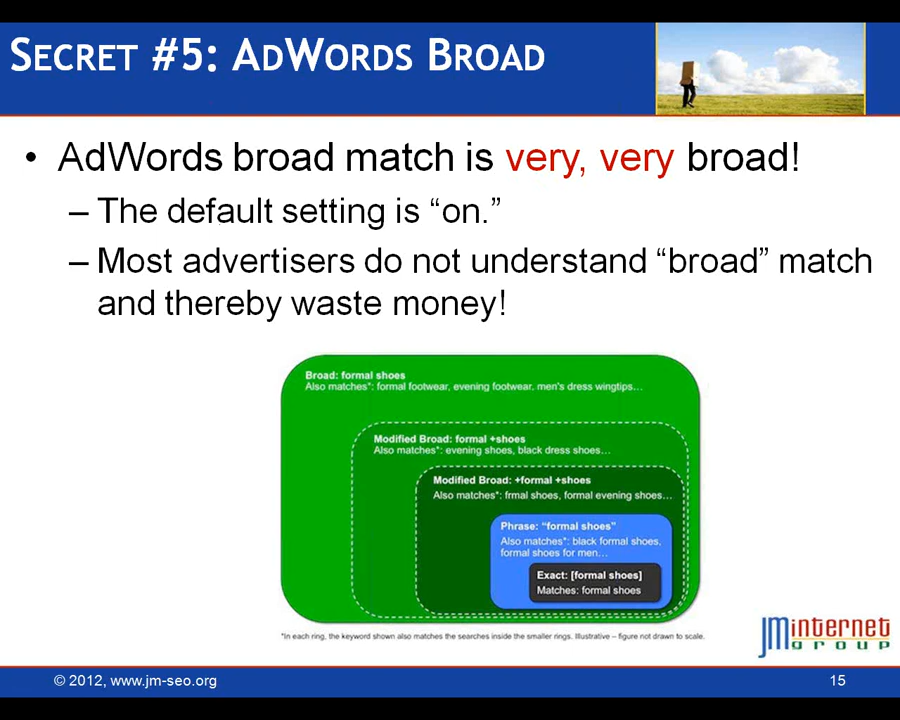 SECRET #5: ADWORDS BROAD
• AdWords broad match is very, very broad!
– The default setting is “on.”
– Most advertisers do not understand “broad” match
and thereby waste money!
Broad: formal shoes
Also matches*: formal footwear, evening footwear, men's dress wingtips...
Modified Broad: formal +shoes
Also matches*: evening shoes, black dress shoes...
Modified Broad: +formal +shoes
Also matches*: frmal shoes, formal evening shoes...
Phrase: “formal shoes”
Also matches*: black formal shoes,
formal shoes for men...
Exact: [formal shoes]
Matches: formal shoes
*In each ring, the keyword shown also matches the searches inside the smaller rings. Illustrative – figure not drawn to scale.
JM internet
group
© 2012, www.jm-seo.org
15